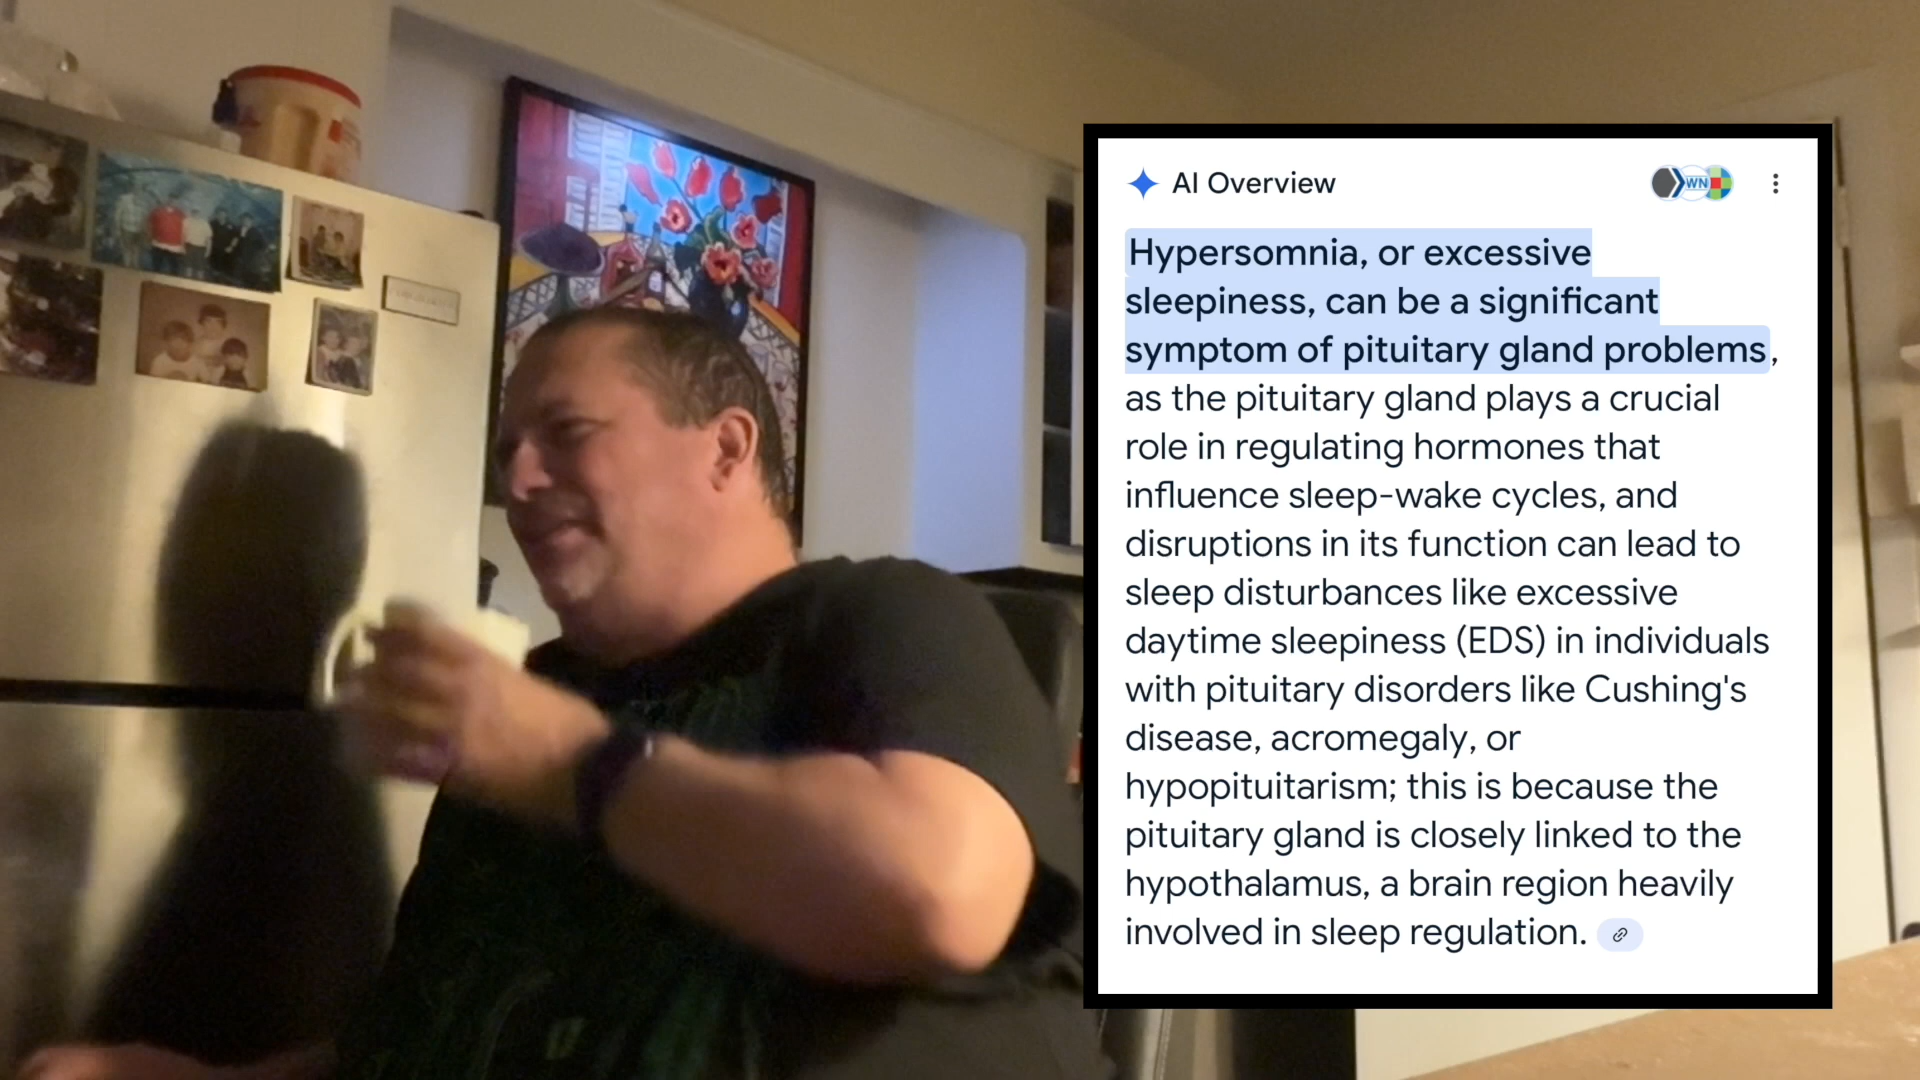 AI Overview
WN
Hypersomnia, or excessive
sleepiness, can be a significant
symptom of pituitary gland problems,
as the pituitary gland plays a crucial
role in regulating hormones that
influence sleep-wake cycles, and
disruptions in its function can lead to
sleep disturbances like excessive
daytime sleepiness (EDS) in individuals
with pituitary disorders like Cushing's
disease, acromegaly, or
hypopituitarism; this is because the
pituitary gland is closely linked to the
hypothalamus, a brain region heavily
involved in sleep regulation.